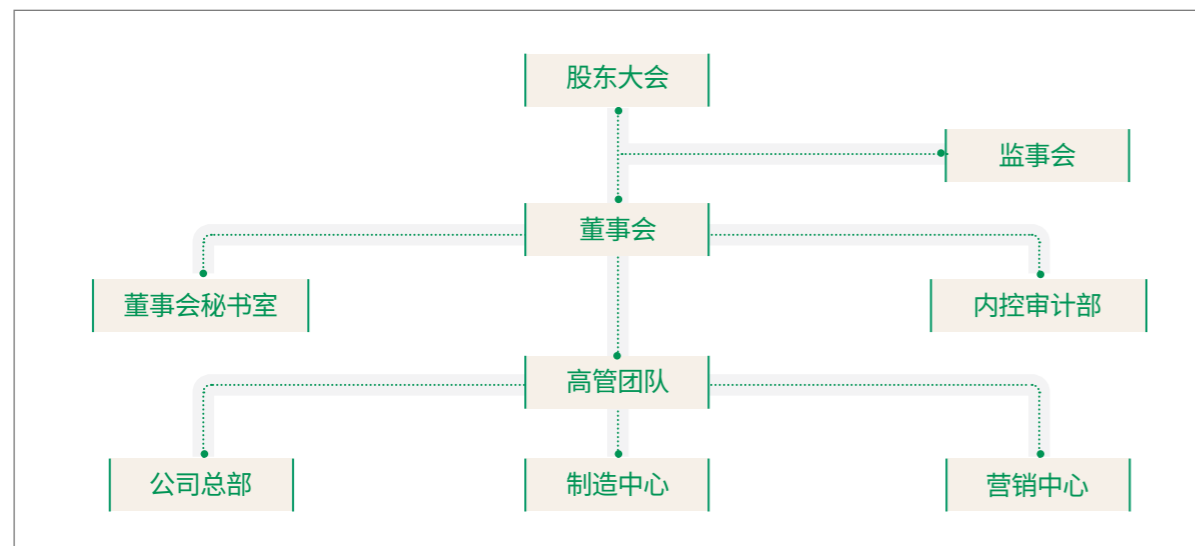 股东大会
监事会
董事会
董事会秘书室
内控审计部
高管团队
公司总部
制造中心
营销中心